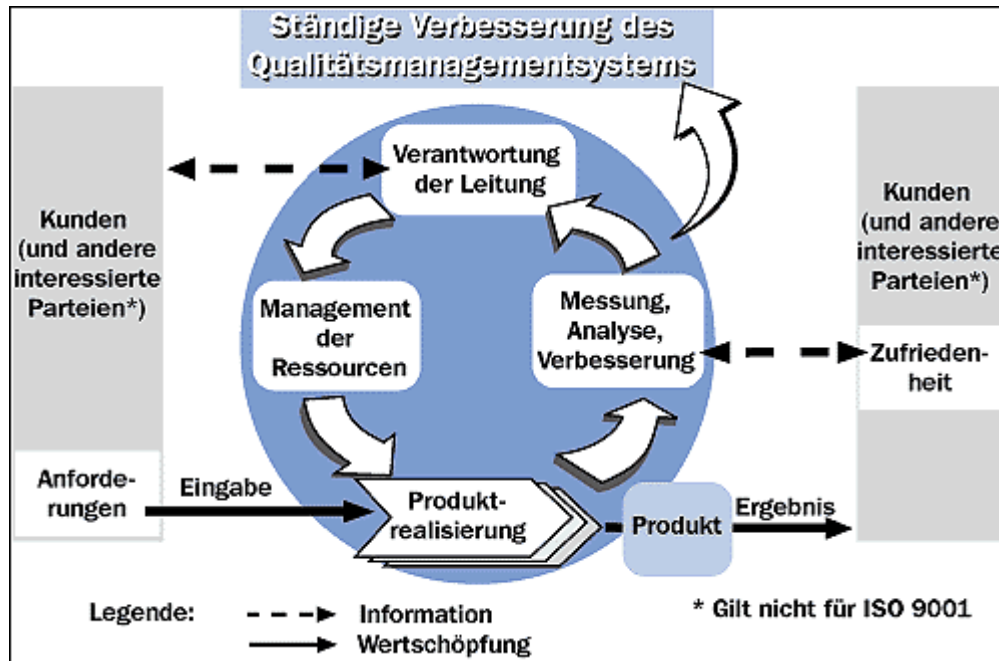 Ständige Verbesserung des
Qualitätsmanagementsystems
Verantwortung
der Leitung
Kunden
(und andere
interessierte
Parteien*)
Management
der
Ressourcen
Messung,
Analyse,
Verbesserung
Kunden
(und andere
interessierte
Parteien*)
Zufrieden-
heit
Anforde-
rungen
Eingabe
Produkt-
realisierung
Produkt
Ergebnis
Legende:
Information
Wertschöpfung
* Gilt nicht für ISO 9001